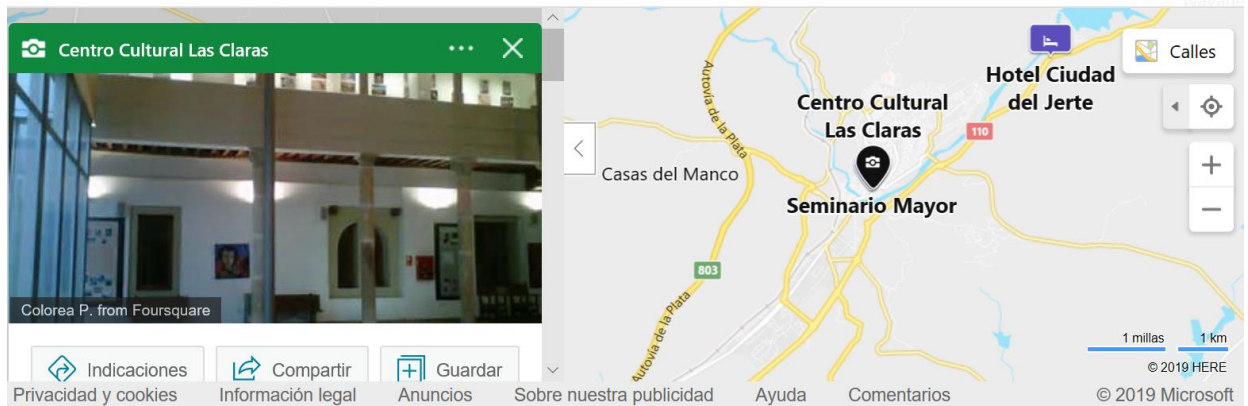 Centro Cultural Las Claras
Colorea P. from Foursquare
Indicaciones
Compartir
Guardar
Autovía de la Plata
Hotel Ciudad
del Jerte
Calles
Centro Cultural
Las Claras
110
Casas del Manco
Seminario Mayor
803
Autovía de la Plata
1 millas
1 km
© 2019 HERE
Privacidad y cookies
Información legal
Anuncios
Sobre nuestra publicidad
Ayuda
Comentarios
© 2019 Microsoft